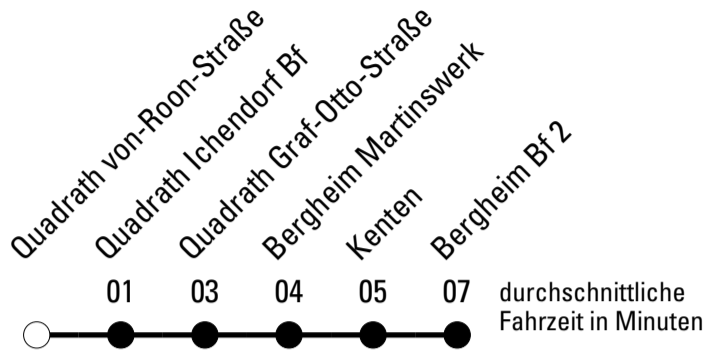 Quadrath von-Roon-Straße
Quadrath Ichendorf Bf
Quadrath Graf-Otto-Straße
Bergheim Martinswerk
Kenten
Bergheim Bf 2
01 03 04 05 07
durchschnittliche
Fahrzeit in Minuten